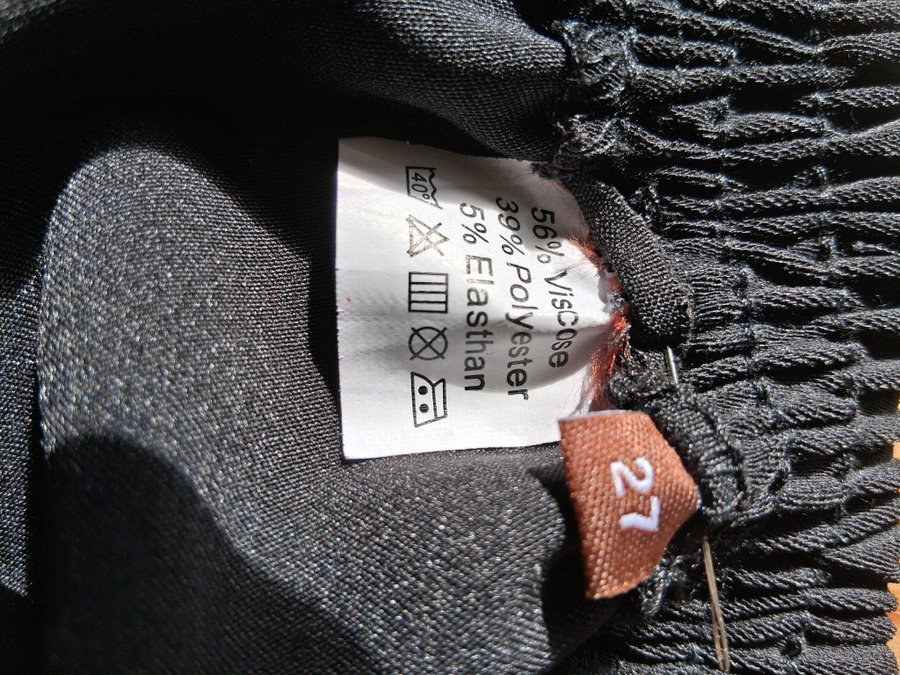 56% Viscose
39% Polyester
5% Elasthan
40°
27